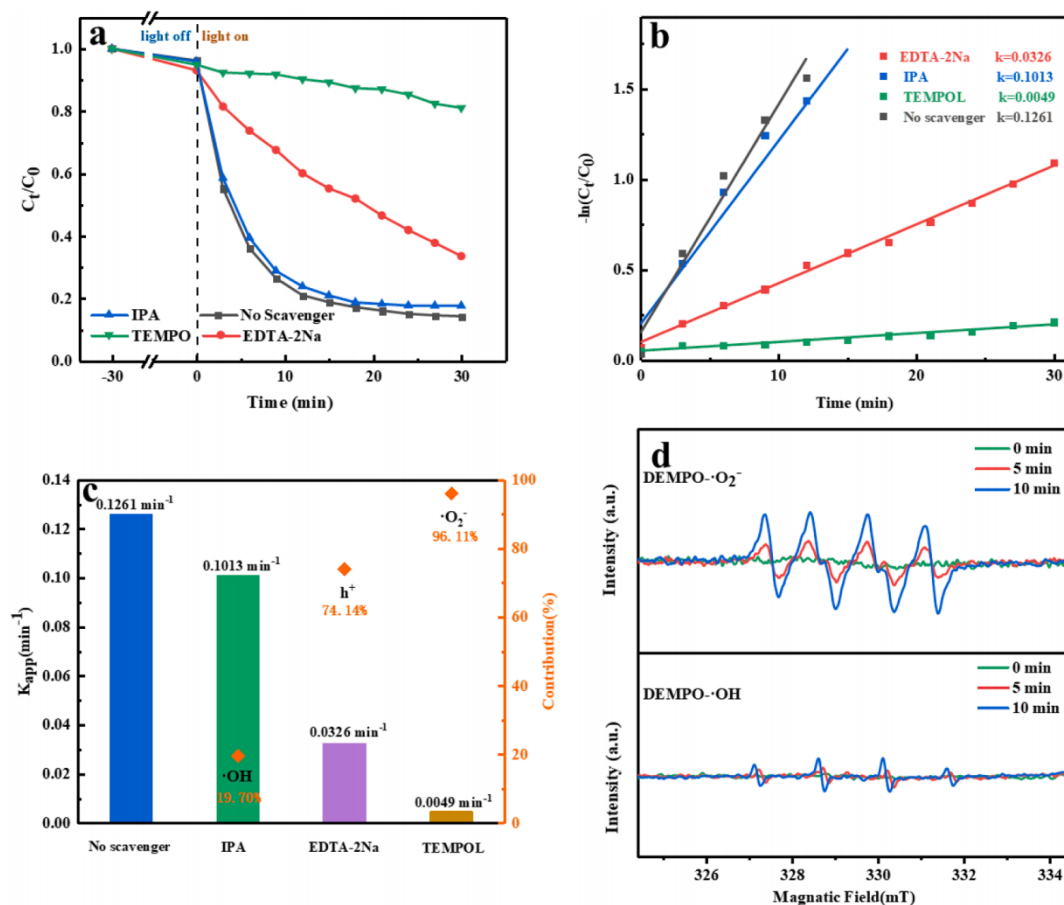 a
light off
light on
1.0
0.8
0.6
0.4
0.2
0.0
Ct/C0
IPA
No Scavenger
TEMPO
EDTA-2Na
-30
0
10
20
30
Time (min)
b
EDTA-2Na k=0.0326
IPA k=0.1013
TEMPOL k=0.0049
No scavenger k=0.1261
1.5
1.0
0.5
0.0
-ln(Ct/C0)
0
10
20
30
Time (min)
c
0.14
0.12
0.10
0.08
0.06
0.04
0.02
0.00
Kapp(min⁻¹)
0.1261 min⁻¹
0.1013 min⁻¹
0.0326 min⁻¹
0.0049 min⁻¹
·OH
19.70%
h⁺
74.14%
·O₂⁻
96.11%
100
80
60
40
20
0
Contribution(%)
No scavenger
IPA
EDTA-2Na
TEMPOL
d
DEMPO-·O₂⁻
0 min
5 min
10 min
Intensity (a.u.)
DEMPO-·OH
0 min
5 min
10 min
Intensity (a.u.)
326
328
330
332
334
Magnatic Field(mT)